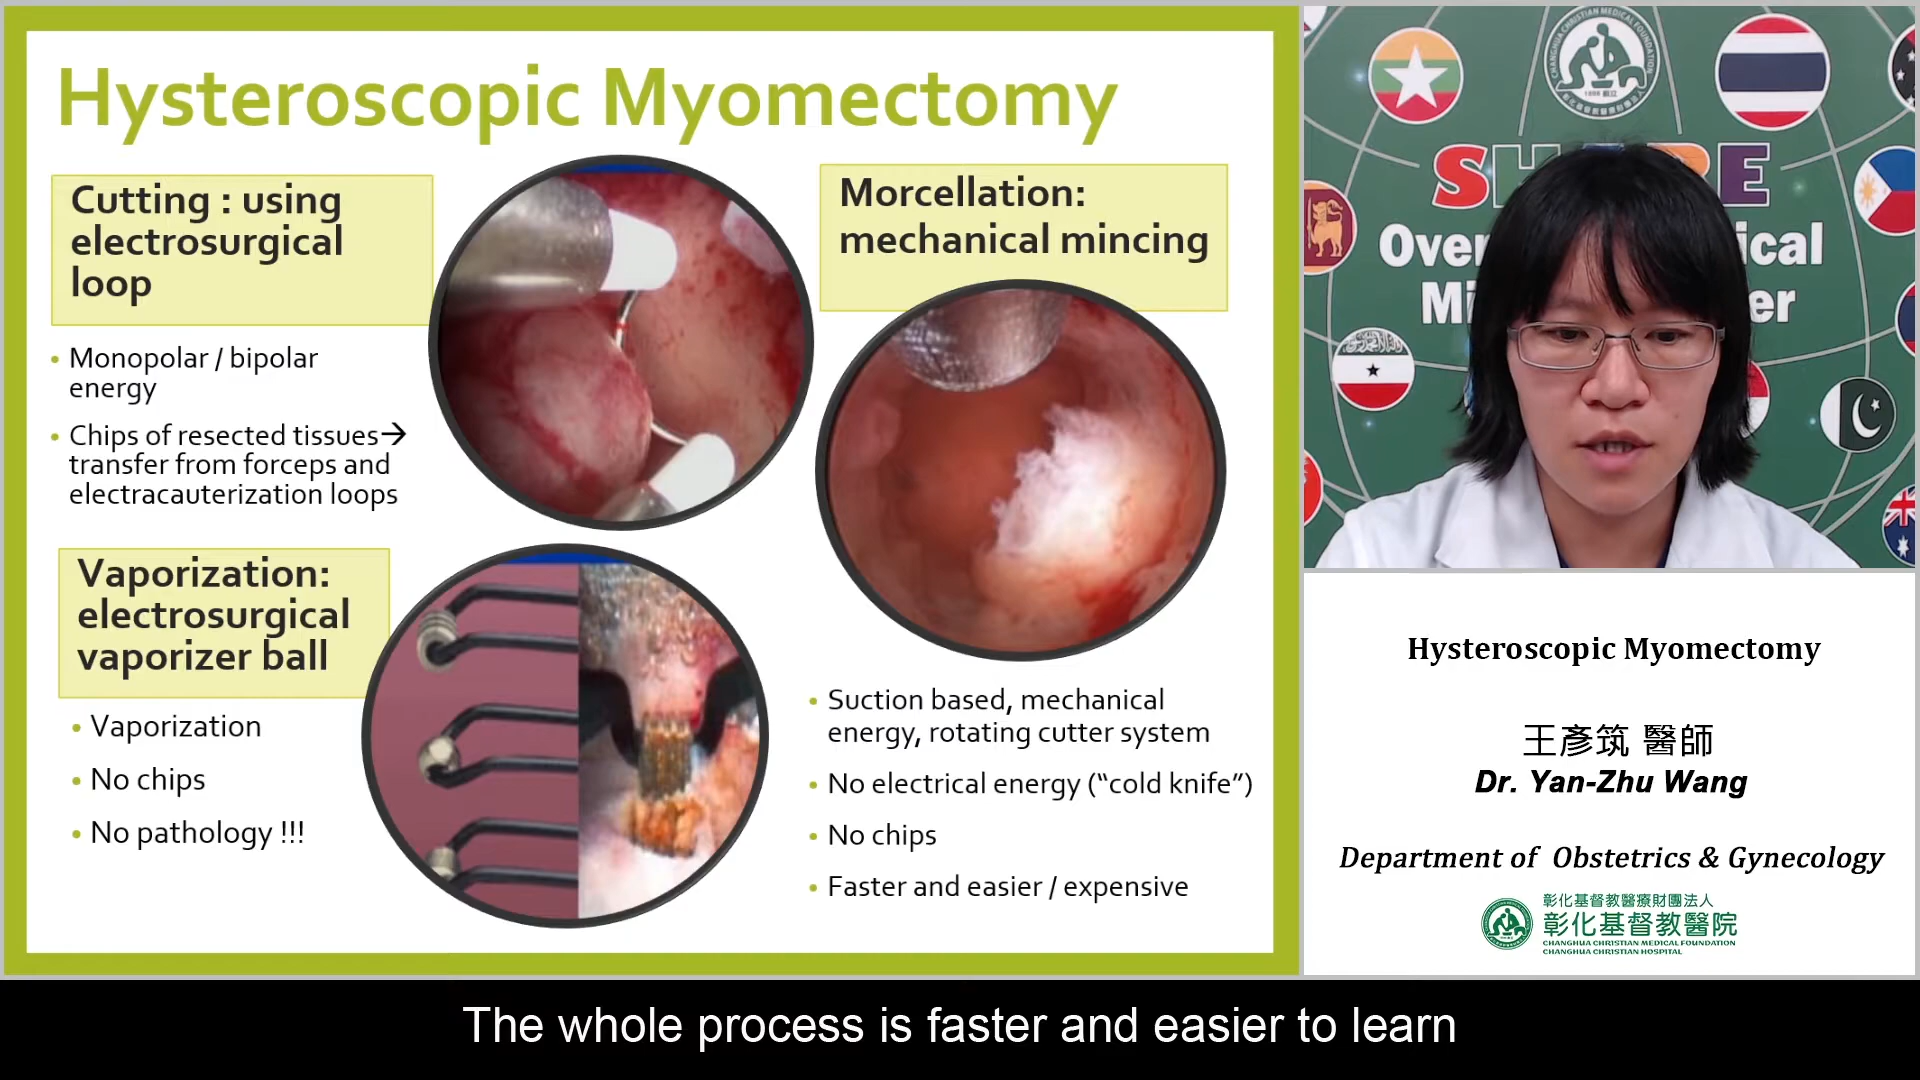 Hysteroscopic Myomectomy
Cutting : using
electrosurgical
loop
• Monopolar / bipolar
energy
• Chips of resected tissues→
transfer from forceps and
electracauterization loops
Vaporization:
electrosurgical
vaporizer ball
• Vaporization
• No chips
• No pathology !!!
Morcellation:
mechanical mincing
• Suction based, mechanical
energy, rotating cutter system
• No electrical energy (“cold knife”)
• No chips
• Faster and easier / expensive
CHANGHUA CHRISTIAN MEDICAL FOUNDATION
Hysteroscopic Myomectomy
王彥筑 醫師
Dr. Yan-Zhu Wang
Department of Obstetrics & Gynecology
彰化基督教醫療財團法人
彰化基督教醫院
CHANGHUA CHRISTIAN MEDICAL FOUNDATION
CHANGHUA CHRISTIAN HOSPITAL
The whole process is faster and easier to learn